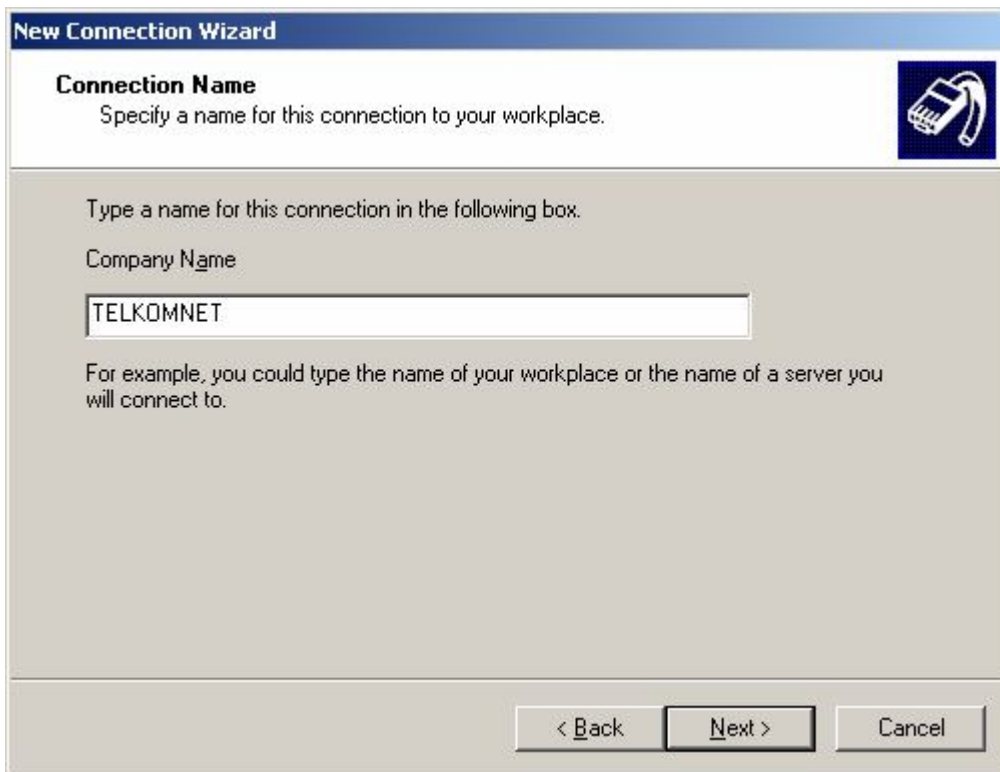 New Connection Wizard
Connection Name
Specify a name for this connection to your workplace.
Type a name for this connection in the following box.
Company Name
TELKOMNET
For example, you could type the name of your workplace or the name of a server you
will connect to.
< Back
Next >
Cancel